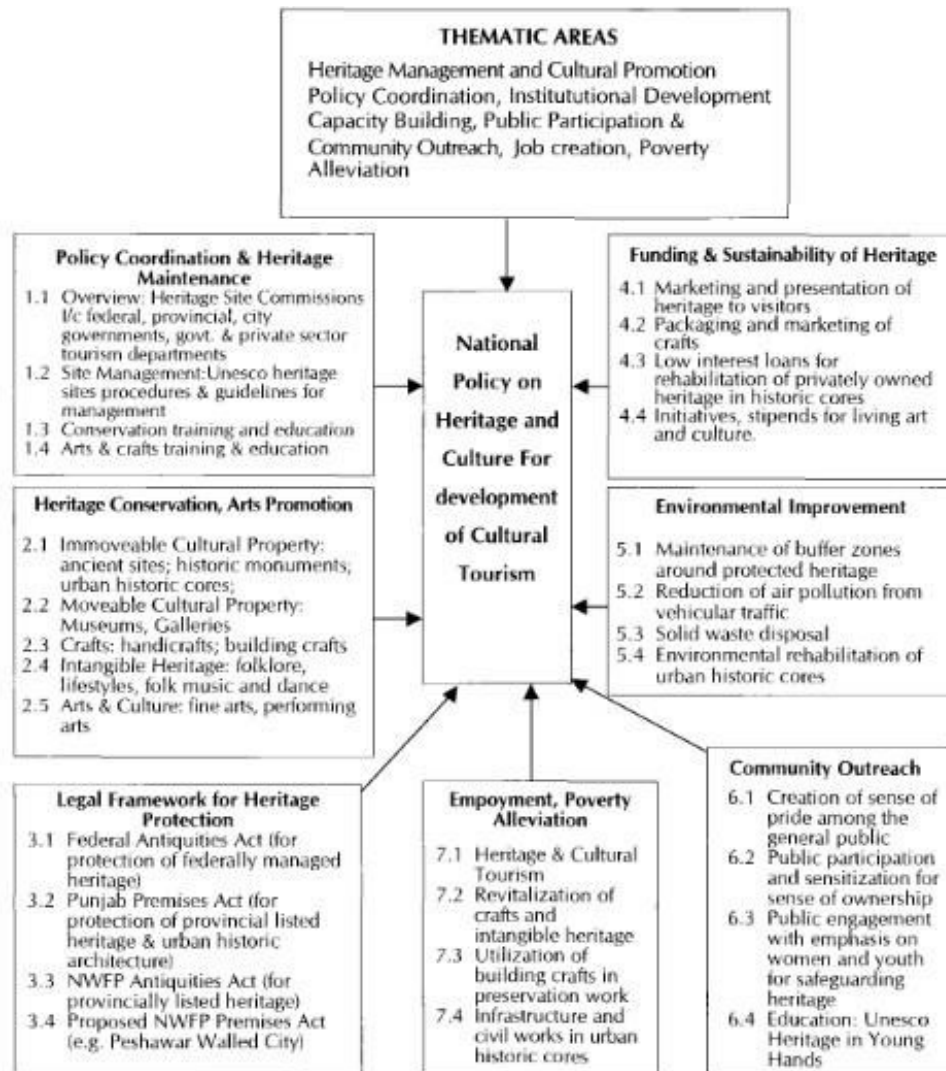 THEMATIC AREAS
Heritage Management and Cultural Promotion
Policy Coordination, Institututional Development
Capacity Building, Public Participation &
Community Outreach, Job creation, Poverty
Alleviation
Policy Coordination & Heritage
Maintenance
1.1 Overview: Heritage Site Commissions
I/c federal, provincial, city
governments, govt. & private sector
tourism departments
1.2 Site Management:Unesco heritage
sites procedures & guidelines for
management
1.3 Conservation training and education
1.4 Arts & crafts training & education
National
Policy on
Heritage and
Culture For
development
of Cultural
Tourism
Funding & Sustainability of Heritage
4.1 Marketing and presentation of
heritage to visitors
4.2 Packaging and marketing of
crafts
4.3 Low interest loans for
rehabilitation of privately owned
heritage in historic cores
4.4 Initiatives, stipends for living art
and culture.
Heritage Conservation, Arts Promotion
2.1 Immoveable Cultural Property:
ancient sites; historic monuments,
urban historic cores;
2.2 Moveable Cultural Property:
Museums, Galleries
2.3 Crafts: handicrafts; building crafts
2.4 Intangible Heritage: folklore,
lifestyles, folk music and dance
2.5 Arts & Culture: fine arts, performing
arts
Environmental Improvement
5.1 Maintenance of buffer zones
around protected heritage
5.2 Reduction of air pollution from
vehicular traffic
5.3 Solid waste disposal
5.4 Environmental rehabilitation of
urban historic cores
Legal Framework for Heritage
Protection
3.1 Federal Antiquities Act (for
protection of federally managed
heritage)
3.2 Punjab Premises Act (for
protection of provincial listed
heritage & urban historic
architecture)
3.3 NWFP Antiquities Act (for
provincially listed heritage)
3.4 Proposed NWFP Premises Act
(e.g. Peshawar Walled City)
Empoyment, Poverty
Alleviation
7.1 Heritage & Cultural
Tourism
7.2 Revitalization of
crafts and
intangible heritage
7.3 Utilization of
building crafts in
preservation work
7.4 Infrastructure and
civil works in urban
historic cores
Community Outreach
6.1 Creation of sense of
pride among the
general public
6.2 Public participation
and sensitization for
sense of ownership
6.3 Public engagement
with emphasis on
women and youth
for safeguarding
heritage
6.4 Education: Unesco
Heritage in Young
Hands